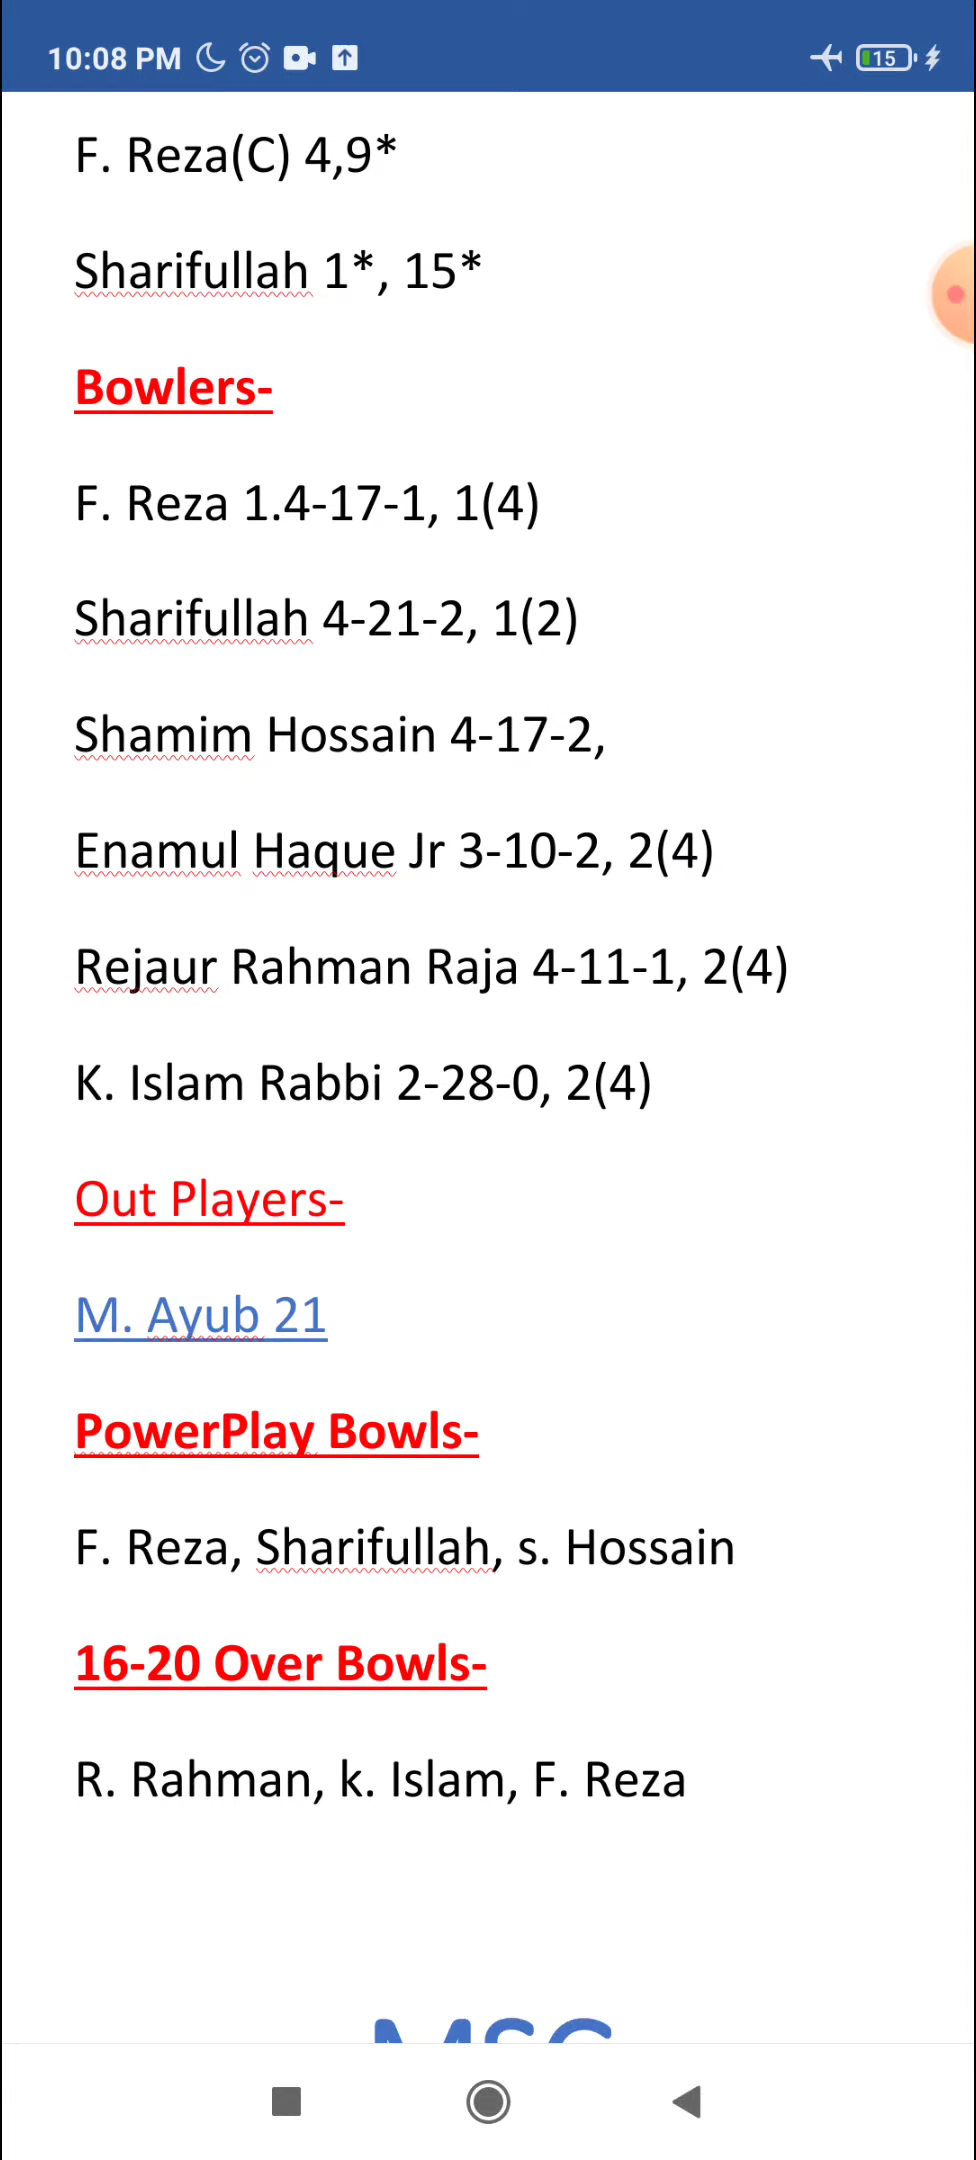 10:08 PM 15
F. Reza(C) 4,9*
Sharifullah 1*, 15*
Bowlers-
F. Reza 1.4-17-1, 1(4)
Sharifullah 4-21-2, 1(2)
Shamim Hossain 4-17-2,
Enamul Haque Jr 3-10-2, 2(4)
Rejaur Rahman Raja 4-11-1, 2(4)
K. Islam Rabbi 2-28-0, 2(4)
Out Players-
M. Ayub 21
PowerPlay Bowls-
F. Reza, Sharifullah, s. Hossain
16-20 Over Bowls-
R. Rahman, k. Islam, F. Reza